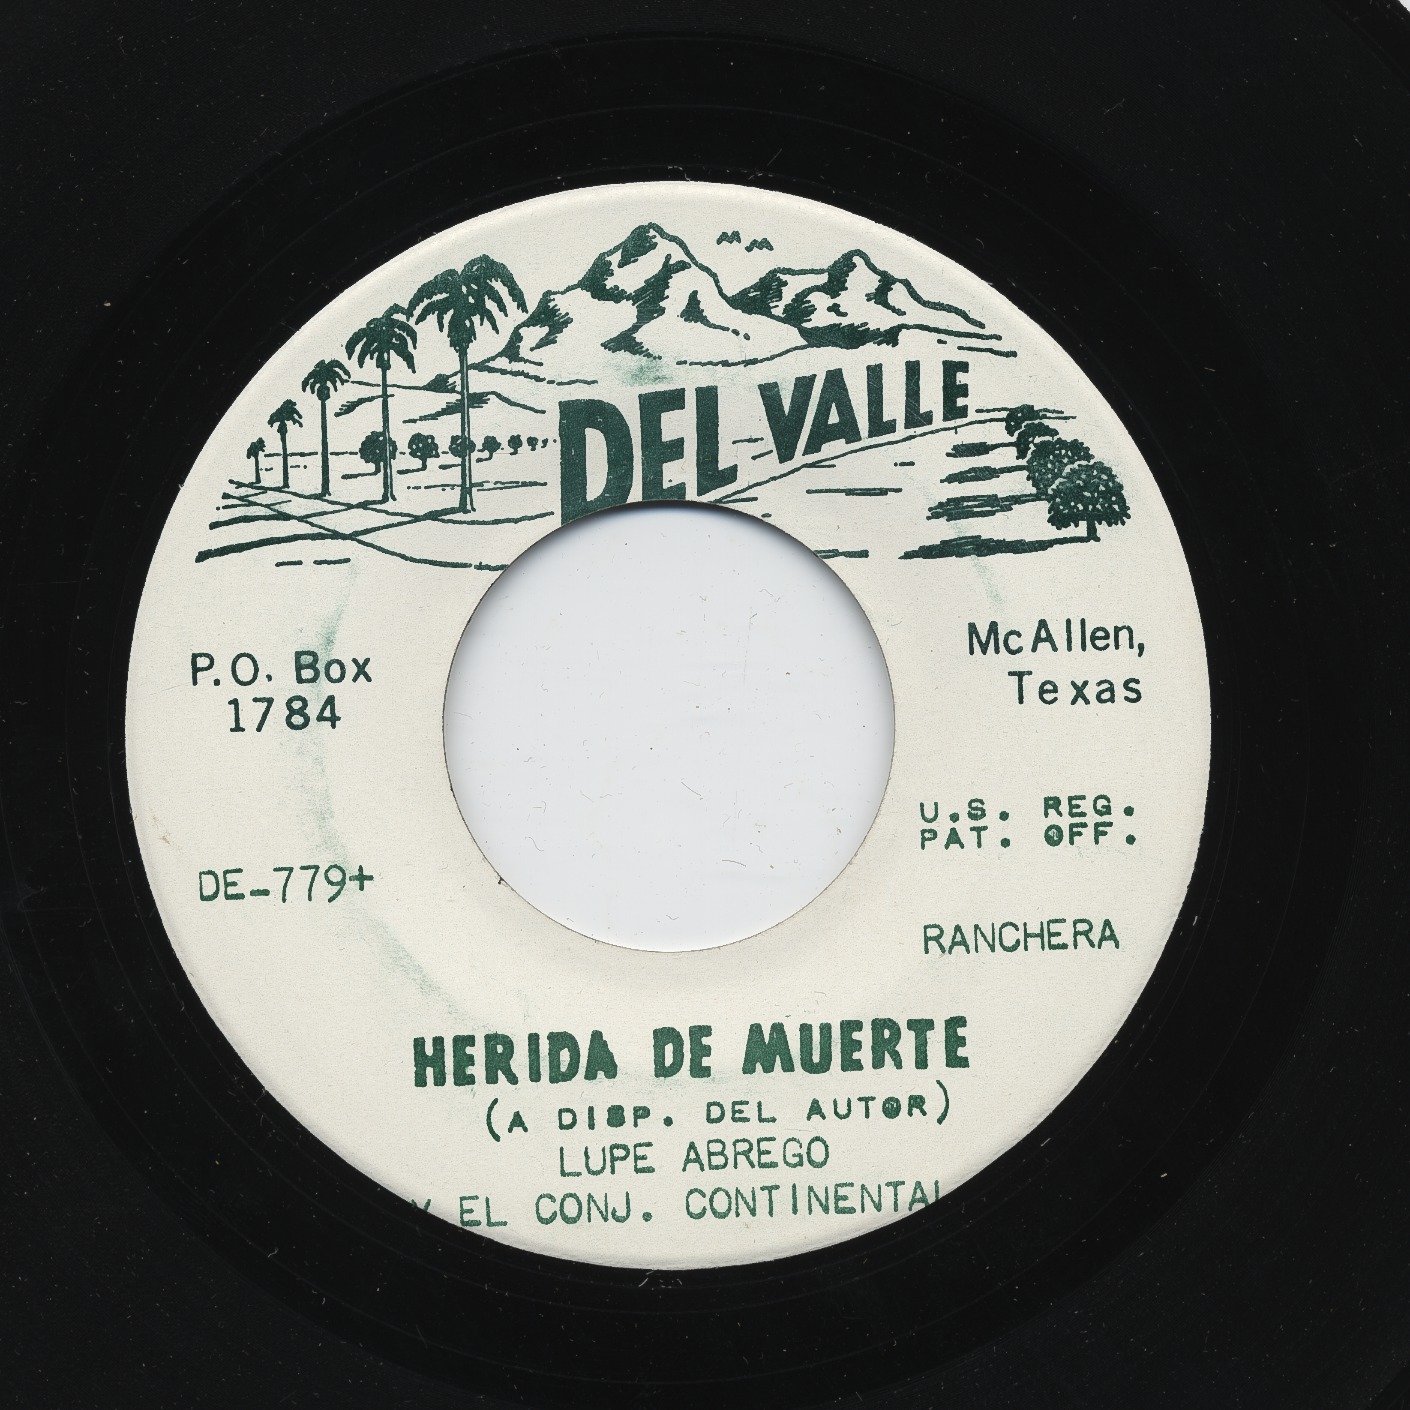 DEL VALLE
P.O. Box
1784
McAllen,
Texas
U.S. REG.
PAT. OFF.
DE-779+
RANCHERA
HERIDA DE MUERTE
(A DISP. DEL AUTOR)
LUPE ABREGO
Y EL CONJ. CONTINENTAL